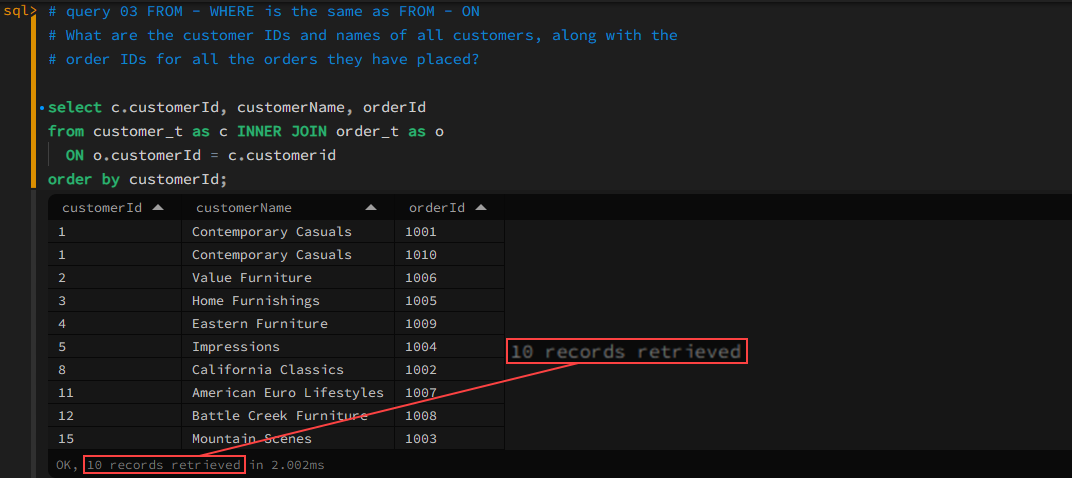 sql> # query 03 FROM - WHERE is the same as FROM - ON
# What are the customer IDs and names of all customers, along with the
# order IDs for all the orders they have placed?
select c.customerId, customerName, orderId
from customer_t as c INNER JOIN order_t as o
ON o.customerId = c.customerid
order by customerId;
customerId customerName orderId
1 Contemporary Casuals 1001
1 Contemporary Casuals 1010
2 Value Furniture 1006
3 Home Furnishings 1005
4 Eastern Furniture 1009
5 Impressions 1004
10 records retrieved
8 California Classics 1002
11 American Euro Lifestyles 1007
12 Battle Creek Furniture 1008
15 Mountain Scenes 1003
OK, 10 records retrieved in 2.002ms